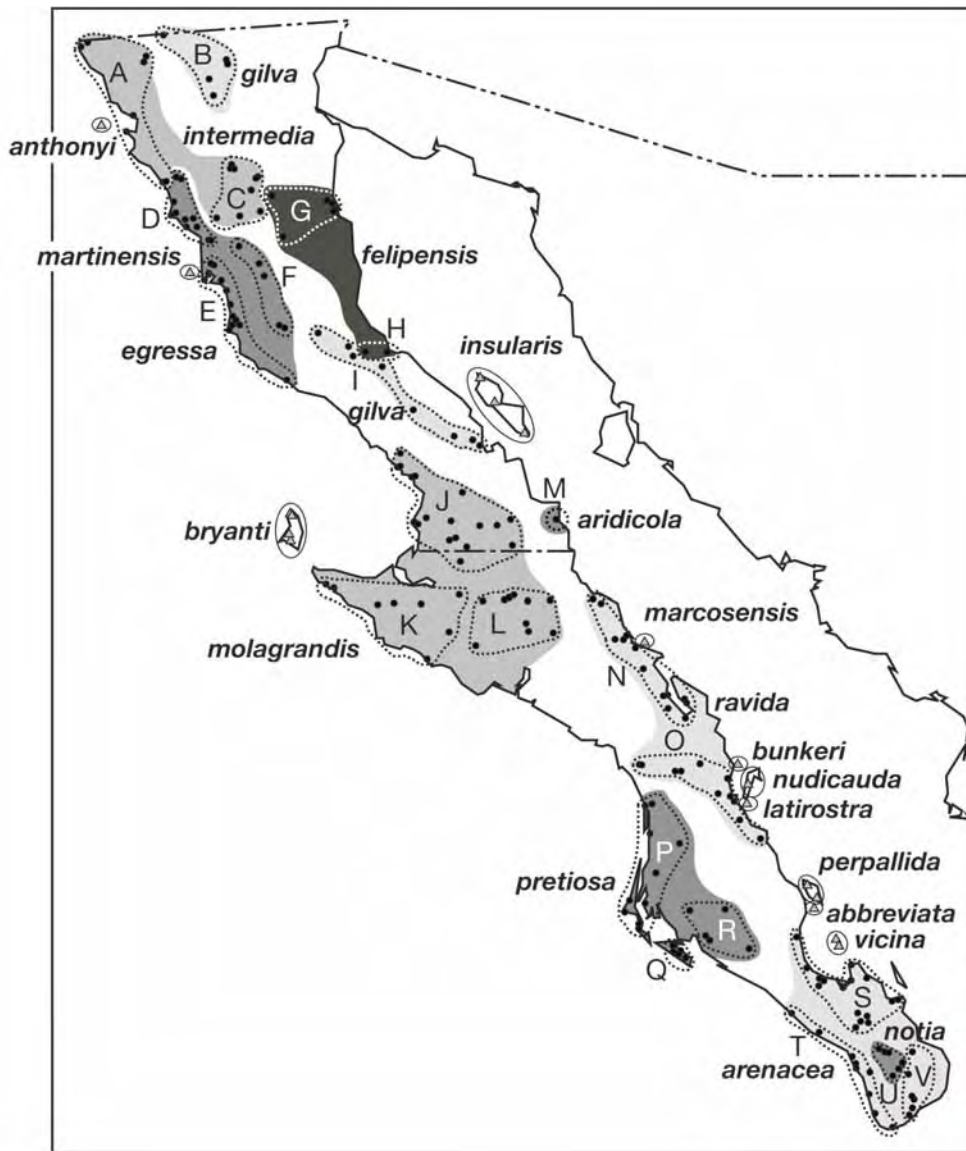 A
B
gilva
anthonyi
intermedia
C
D
G
martinensis
F
felipensis
E
H
insularis
egressa
I
gilva
J
M
bryanti
aridicola
K
L
marcosensis
molagrandis
N
ravida
O
bunkeri
nudicauda
latirostra
P
pretiosa
perpallida
R
abbreviata
vicina
Q
S
notia
T
arenacea
U
V